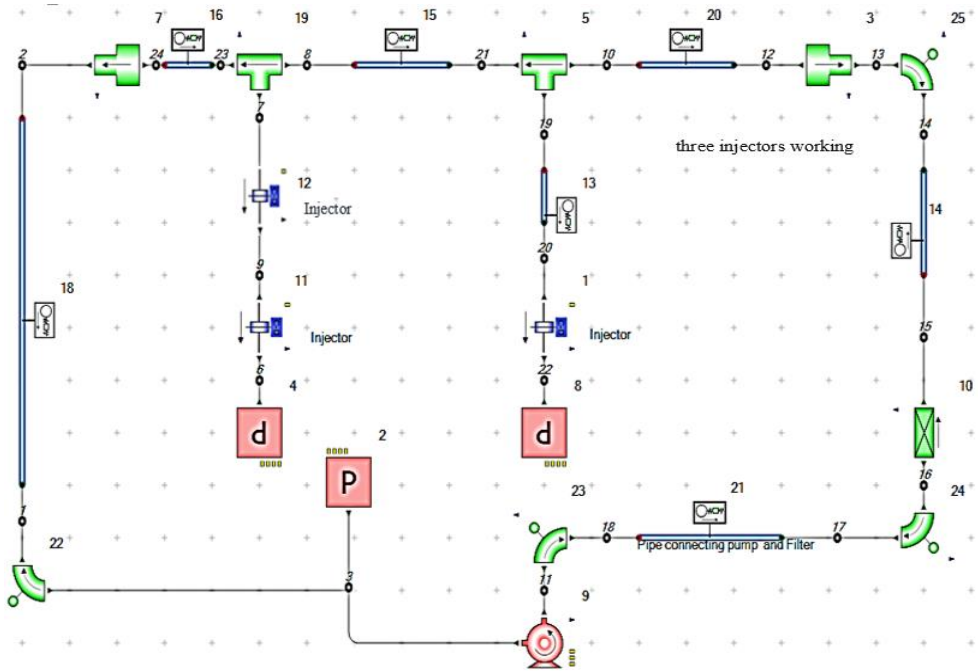 7 16 19 15 5 20 3 25
2 24 23 8 21 10 12 13
7 19 14
three injectors working
12 13 14
Injector
9 20
18 11 1 15
Injector Injector
6 22
4 8 10
2
P P
P
16
23 21 24
1 18 17
Pipe connecting pump and Filter
22
3 11 9